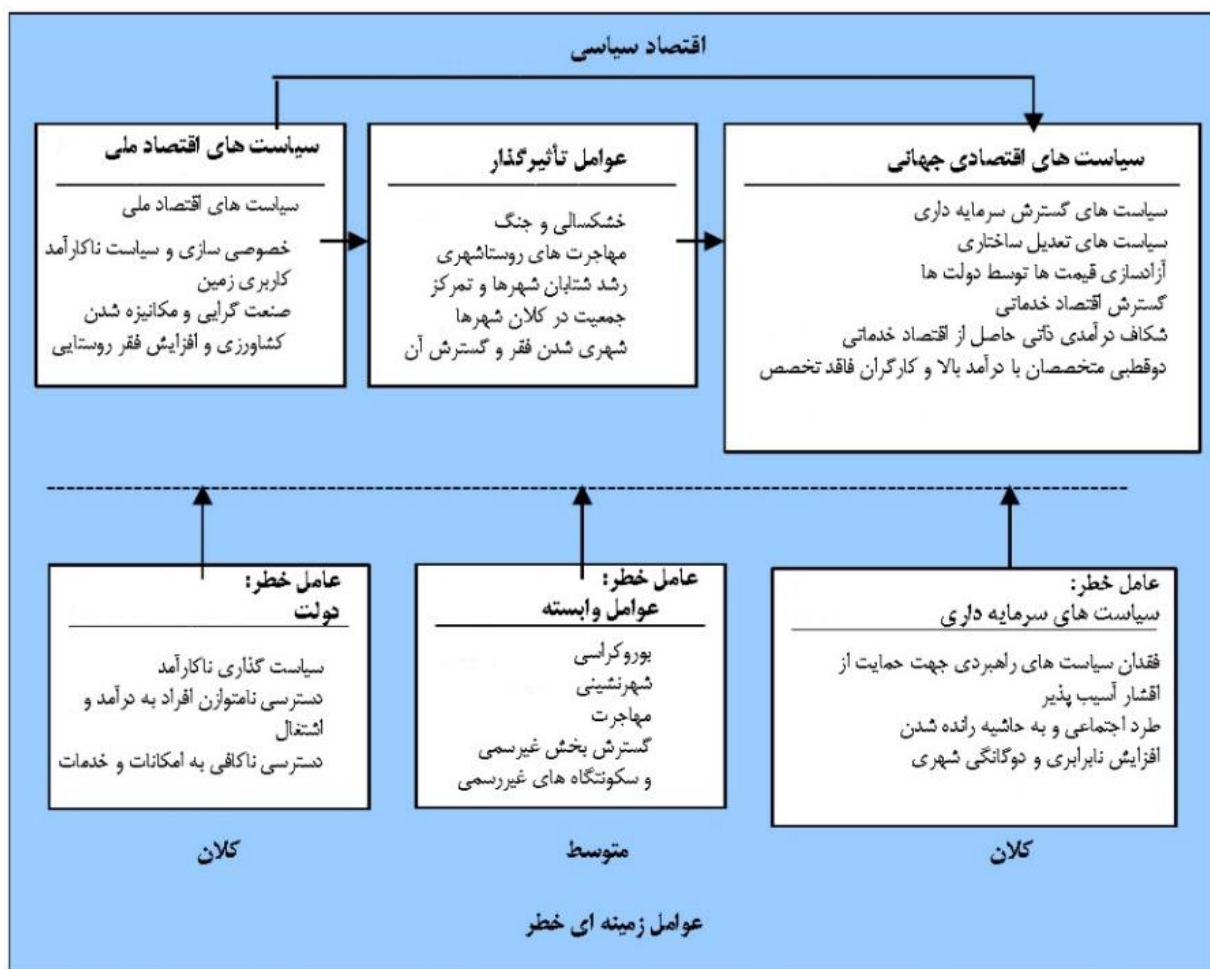 اقتصاد سیاسی
سیاست های اقتصادی جهانی
سیاست های گسترش سرمایه داری
سیاست های تعدیل ساختاری
آزادسازی قیمت ها توسط دولت ها
گسترش اقتصاد خدماتی
شکاف درآمدی ذاتی حاصل از اقتصاد خدماتی
دوقطبی متخصصان با درآمد بالا و کارگران فاقد تخصص
عوامل تأثیرگذار
خشکسالی و جنگ
مهاجرت های روستاشهری
رشد شتابان شهرها و تمرکز
جمعیت در کلان شهرها
شهری شدن فقر و گسترش آن
سیاست های اقتصاد ملی
سیاست های اقتصاد ملی
خصوصی سازی و سیاست ناکارآمد
کاربری زمین
صنعت گرایی و مکانیزه شدن
کشاورزی و افزایش فقر روستایی
عامل خطر:
سیاست های سرمایه داری
فقدان سیاست های راهبردی جهت حمایت از
اقشار آسیب پذیر
طرد اجتماعی و به حاشیه رانده شدن
افزایش نابرابری و دوگانگی شهری
عامل خطر:
عوامل وابسته
بوروکراسی
شهرنشینی
مهاجرت
گسترش بخش غیرسمی
و سکونتگاه های غیررسمی
عامل خطر:
دولت
سیاست گذاری ناکارآمد
دسترسی نامتوازن افراد به درآمد و
اشتغال
دسترسی ناکافی به امکانات و خدمات
کلان
متوسط
کلان
عوامل زمینه ای خطر